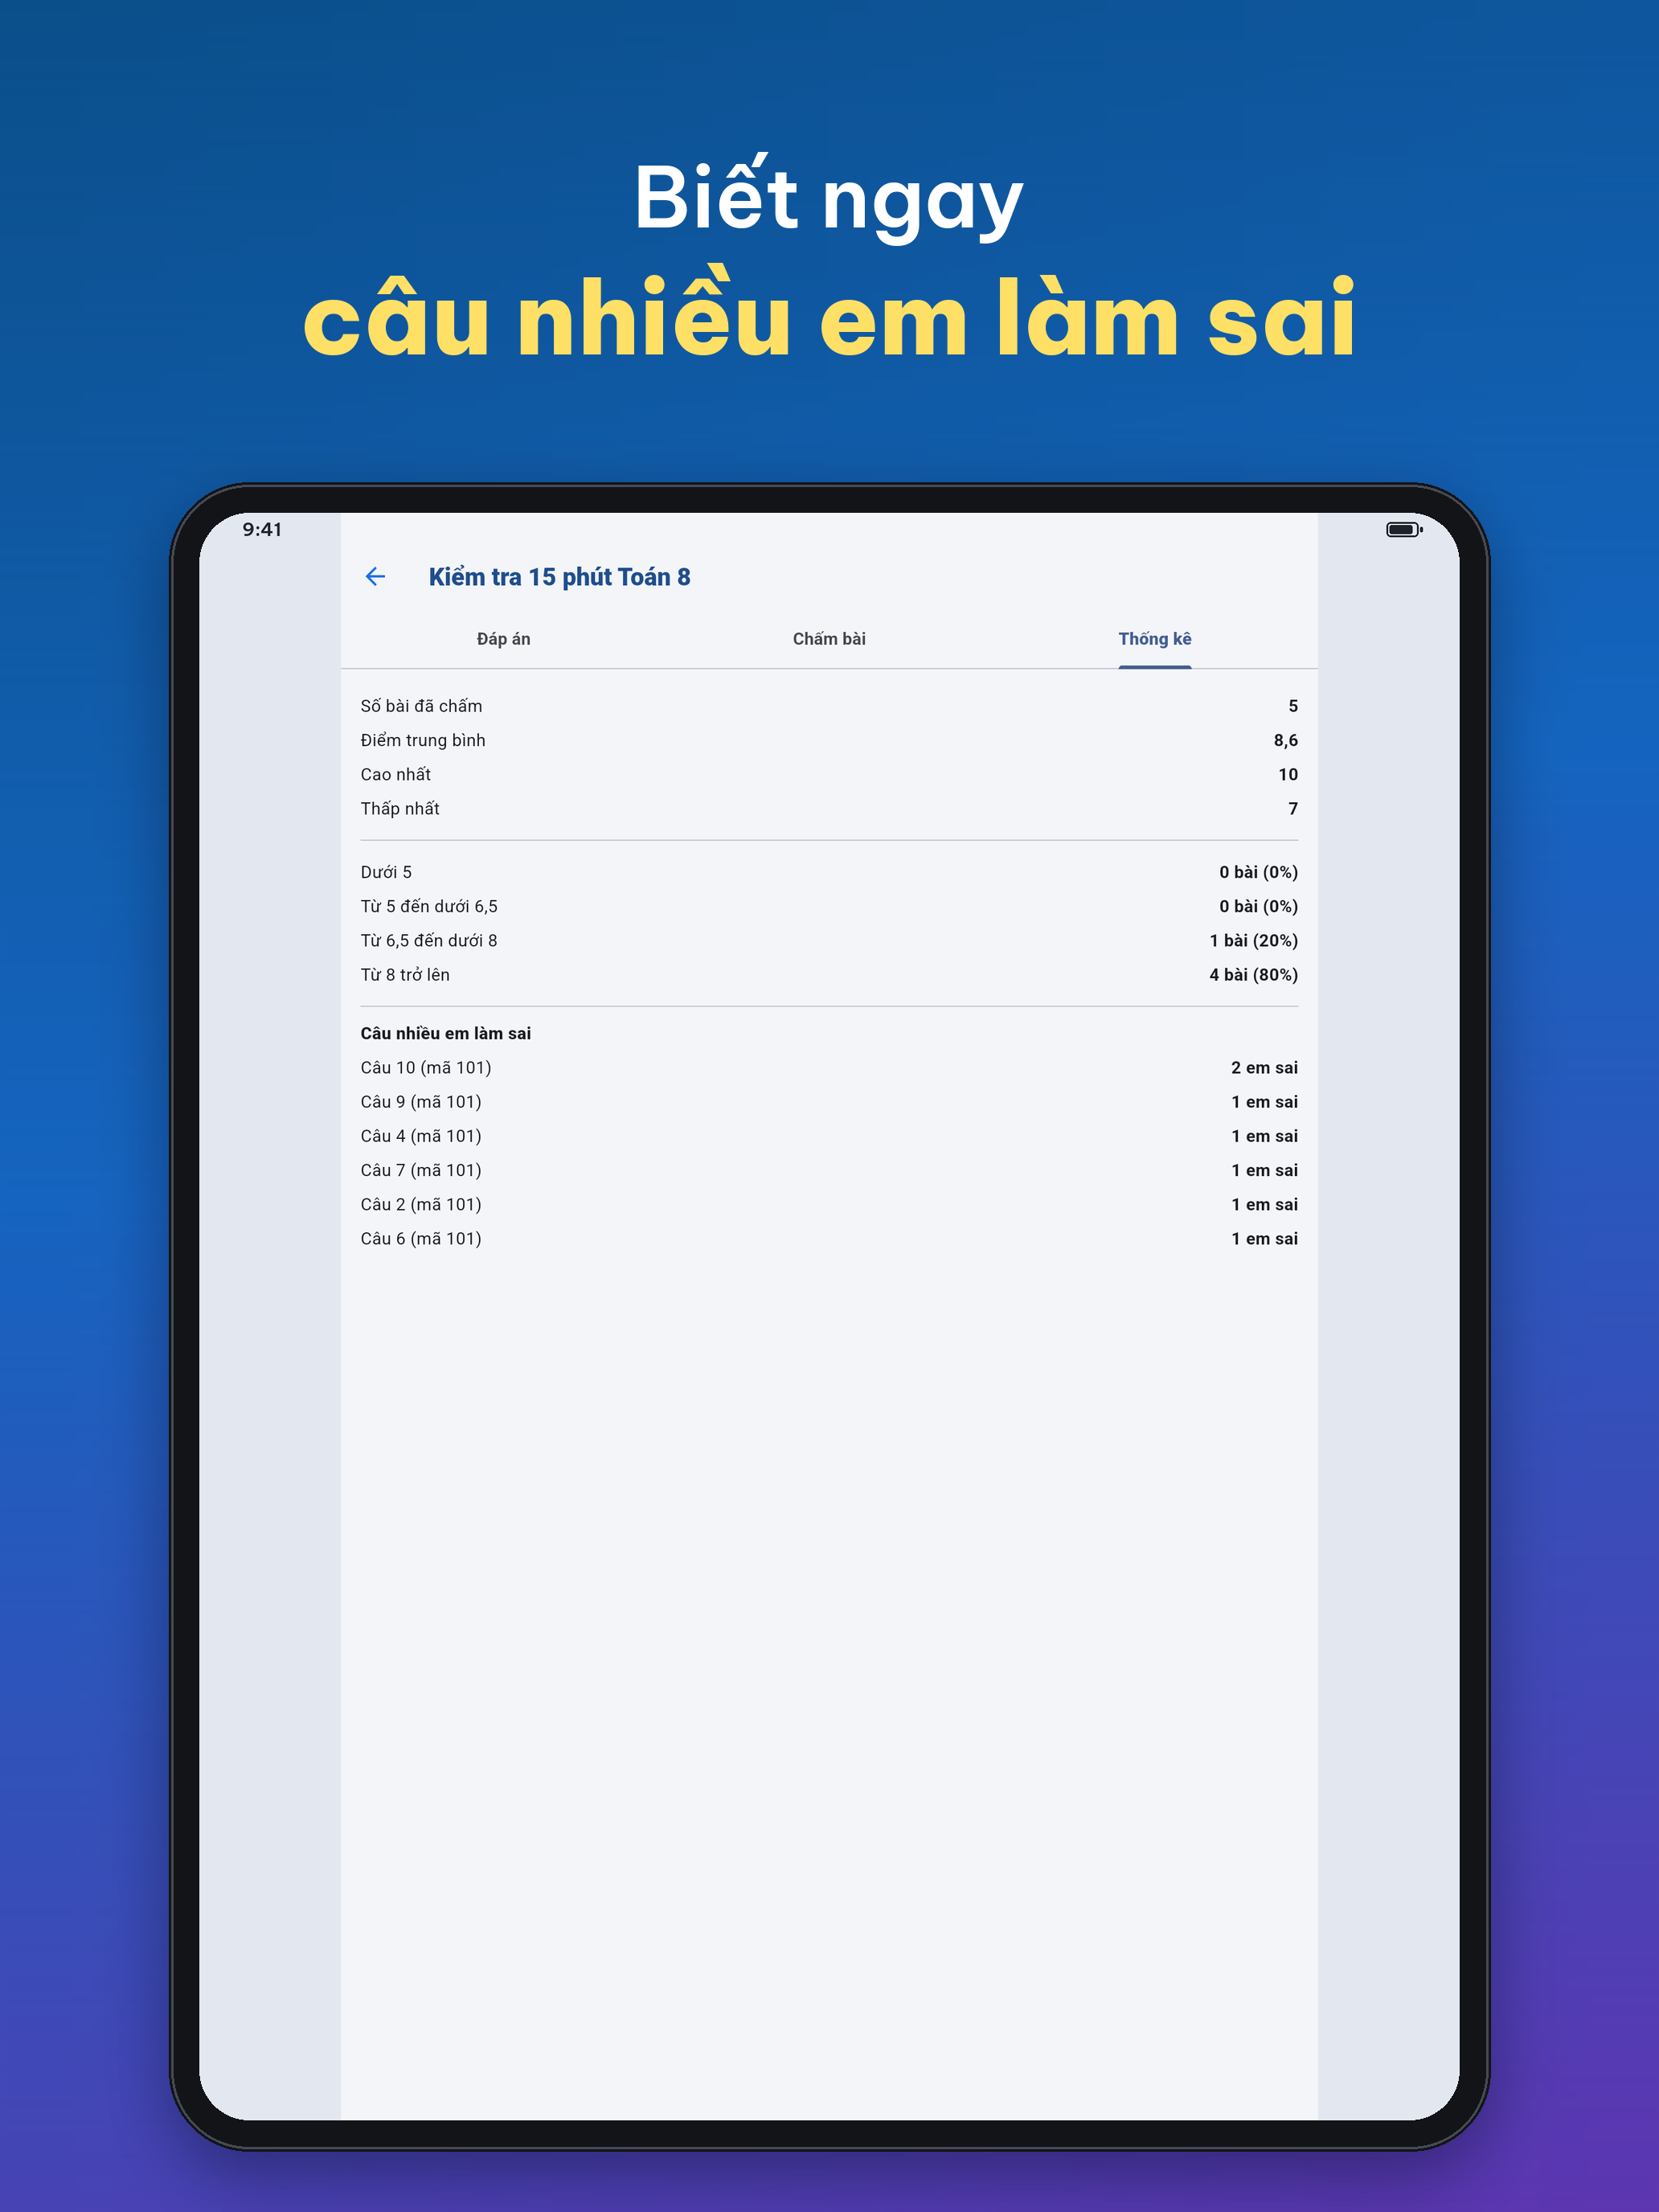 Biết ngay
câu nhiều em làm sai
9:41
Kiểm tra 15 phút Toán 8
Đáp án Chấm bài Thống kê
Số bài đã chấm 5
Điểm trung bình 8,6
Cao nhất 10
Thấp nhất 7
Dưới 5 0 bài (0%)
Từ 5 đến dưới 6,5 0 bài (0%)
Từ 6,5 đến dưới 8 1 bài (20%)
Từ 8 trở lên 4 bài (80%)
Câu nhiều em làm sai
Câu 10 (mã 101) 2 em sai
Câu 9 (mã 101) 1 em sai
Câu 4 (mã 101) 1 em sai
Câu 7 (mã 101) 1 em sai
Câu 2 (mã 101) 1 em sai
Câu 6 (mã 101) 1 em sai